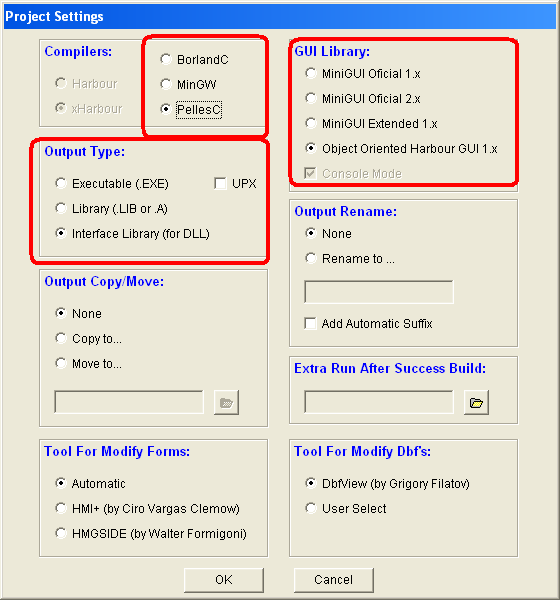 Project Settings
Compilers:
Harbour
xHarbour
BorlandC
MinGW
PellesC
GUI Library:
MiniGUI Oficial 1.x
MiniGUI Oficial 2.x
MiniGUI Extended 1.x
Object Oriented Harbour GUI 1.x
Console Mode
Output Type:
Executable (.EXE)
UPX
Library (.LIB or .A)
Interface Library (for DLL)
Output Rename:
None
Rename to ...
Add Automatic Suffix
Output Copy/Move:
None
Copy to...
Move to...
Extra Run After Success Build:
Tool For Modify Forms:
Automatic
HMI+ (by Ciro Vargas Clemow)
HMGSIDE (by Walter Formigoni)
Tool For Modify Dbf's:
DbfView (by Grigory Filatov)
User Select
OK
Cancel